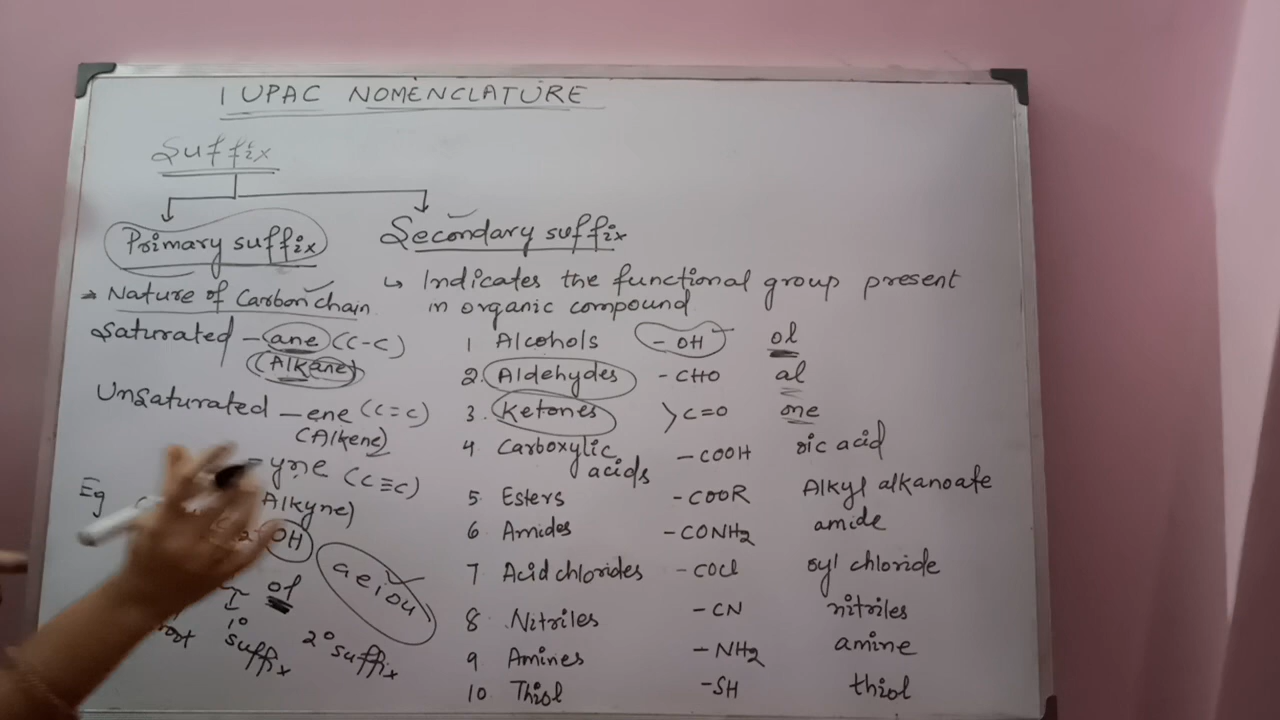 IUPAC NOMENCLATURE
Suffix
Primary suffix
→ Nature of Carbon chain
Saturated – ane (C-C)
(Alkane)
Unsaturated – ene (C=C)
(Alkene)
– yne (C≡C)
Alkyne)
Eg
OH
ol
1° suffix
2° suffix
aeiou
Secondary suffix
↳ Indicates the functional group present
in organic compound
1 Alcohols - OH ol
2. Aldehydes - CHO al
3. Ketones >C=O one
4 Carboxylic acids - COOH oic acid
5 Esters - COOR Alkyl alkanoate
6 Amides - CONH2 amide
7 Acid chlorides - COCl oyl chloride
8 Nitriles - CN nitriles
9 Amines - NH2 amine
10 Thiol - SH thiol